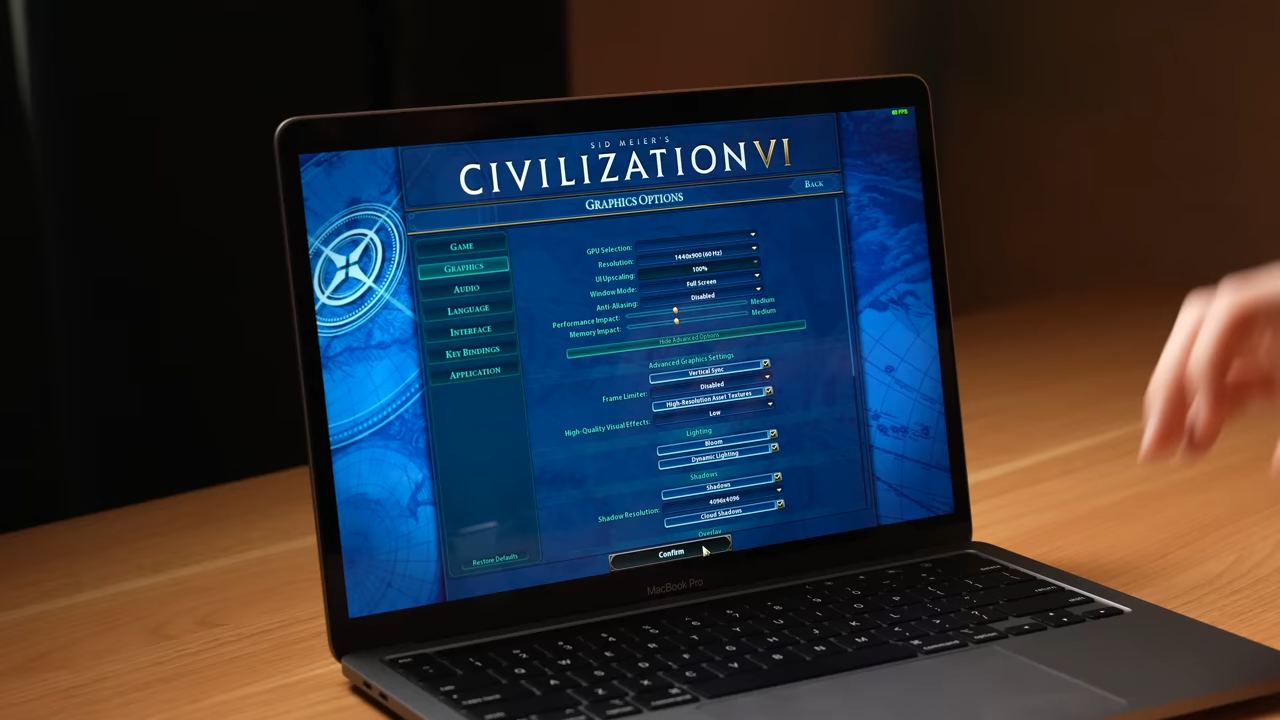 60 FPS
SID MEIER'S
CIVILIZATION VI
BACK
GRAPHICS OPTIONS
GAME
GRAPHICS
AUDIO
LANGUAGE
INTERFACE
KEY BINDINGS
APPLICATION
Restore Defaults
GPU Selection:
Resolution: 1440x900 (60 Hz)
UI Upscaling: 100%
Window Mode: Full Screen
Anti-Aliasing: Disabled
Performance Impact: Medium
Memory Impact: Medium
Hide Advanced Options
Advanced Graphics Settings
Vertical Sync
Frame Limiter: Disabled
High-Resolution Asset Textures
High-Quality Visual Effects: Low
Lighting
Bloom
Dynamic Lighting
Shadows
Shadows
Shadow Resolution: 4096x4096
Cloud Shadows
Overlay
Confirm
MacBook Pro